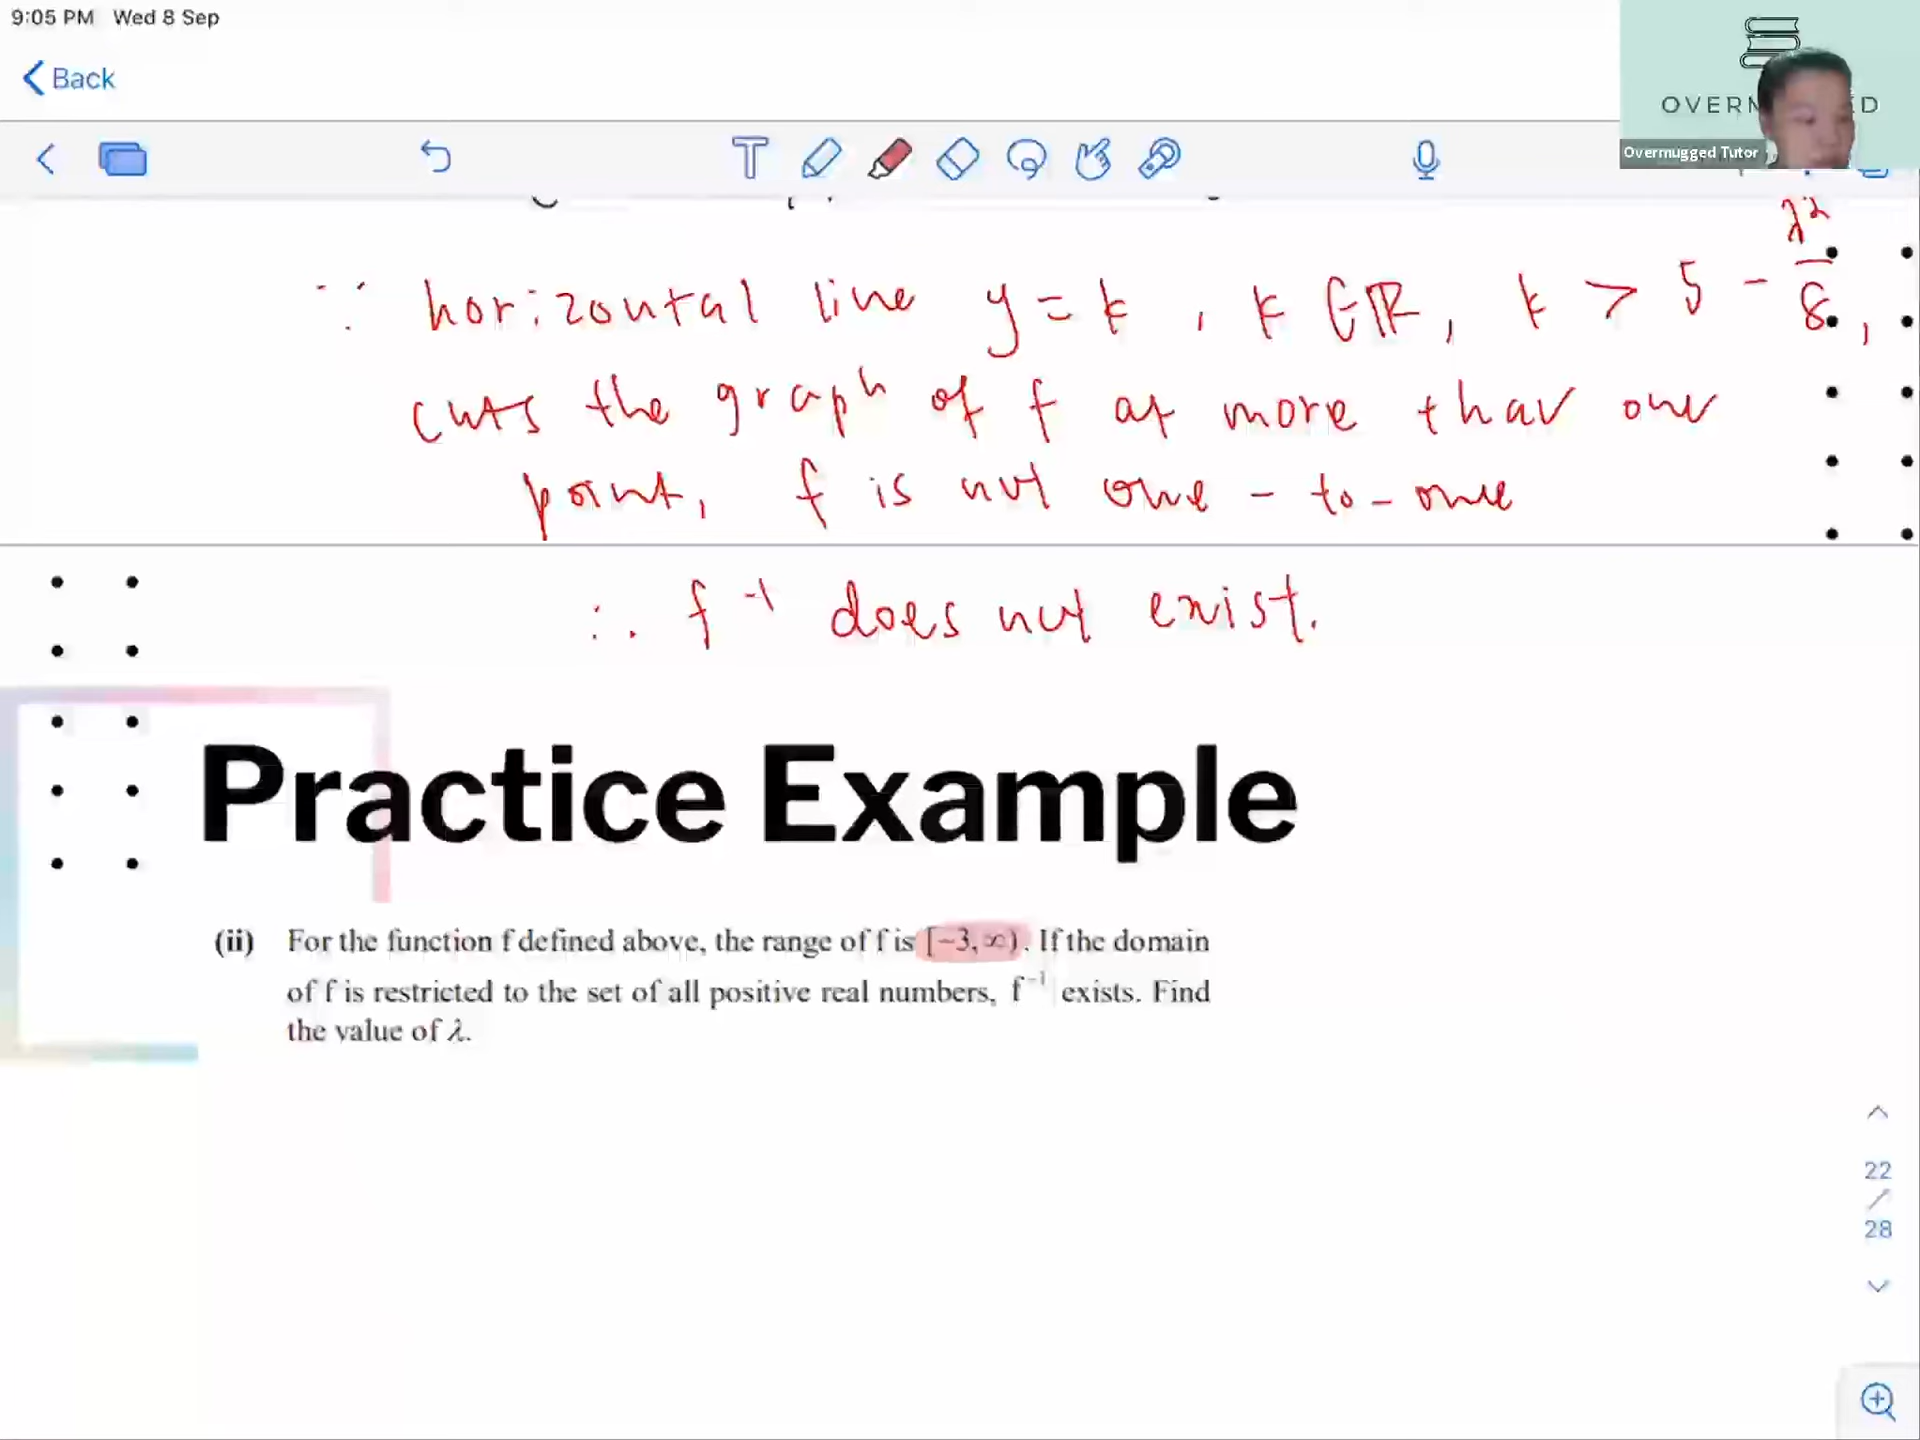 9:05 PM Wed 8 Sep
Back
Overmugged Tutor
∵ horizontal line y = k , k ∈ ℝ, k > 5 - λ²/8 ,
cuts the graph of f at more than one
point, f is not one - to - one
∴ f⁻¹ does not exist.
Practice Example
(ii) For the function f defined above, the range of f is [−3, ∞). If the domain
of f is restricted to the set of all positive real numbers, f⁻¹ exists. Find
the value of λ.
22
/
28